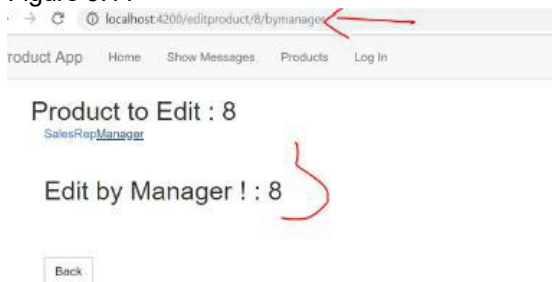 localhost:4200/editproduct/8/bymanager
roduct App Home Show Messages Products Log In
Product to Edit : 8
SalesRepManager
Edit by Manager ! : 8
Back